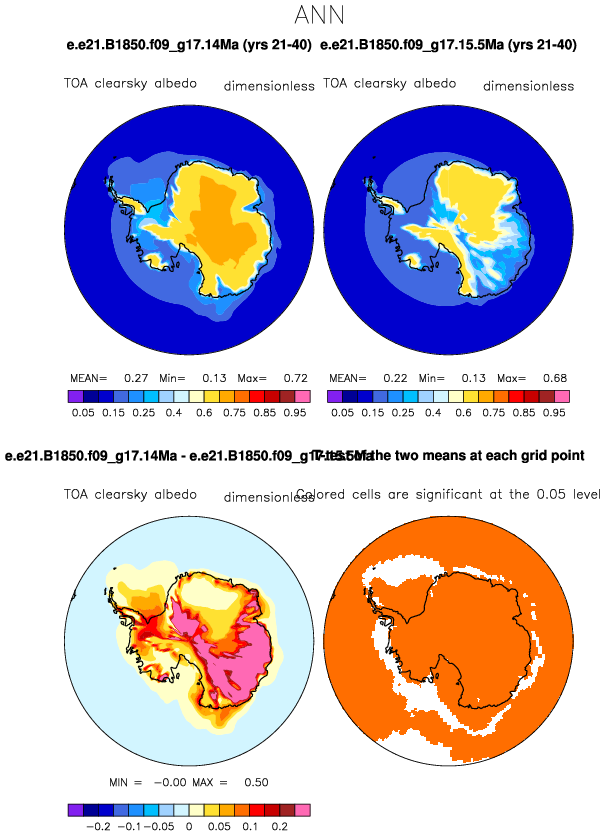 ANN
e.e21.B1850.f09_g17.14Ma (yrs 21-40) e.e21.B1850.f09_g17.15.5Ma (yrs 21-40)
TOA clearsky albedo dimensionless TOA clearsky albedo dimensionless
MEAN= 0.27 Min= 0.13 Max= 0.72 MEAN= 0.22 Min= 0.13 Max= 0.68
0.05 0.15 0.25 0.4 0.6 0.75 0.85 0.95 0.05 0.15 0.25 0.4 0.6 0.75 0.85 0.95
e.e21.B1850.f09_g17.14Ma - e.e21.B1850.f09_g17.15.5Ma T-test of the two means at each grid point
TOA clearsky albedo dimensionless Colored cells are significant at the 0.05 level
MIN = -0.00 MAX = 0.50
-0.2 -0.1 -0.05 0 0.05 0.1 0.2